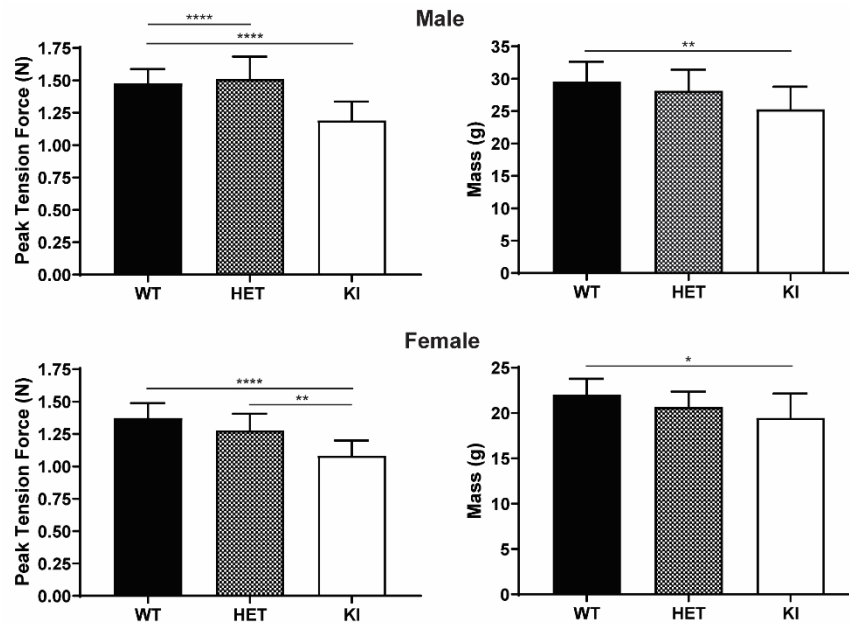 Male
****
****
Peak Tension Force (N)
1.75
1.50
1.25
1.00
0.75
0.50
0.25
0.00
WT
HET
KI
**
Mass (g)
35
30
25
20
15
10
5
0
WT
HET
KI
Female
****
**
Peak Tension Force (N)
1.75
1.50
1.25
1.00
0.75
0.50
0.25
0.00
WT
HET
KI
*
Mass (g)
25
20
15
10
5
0
WT
HET
KI